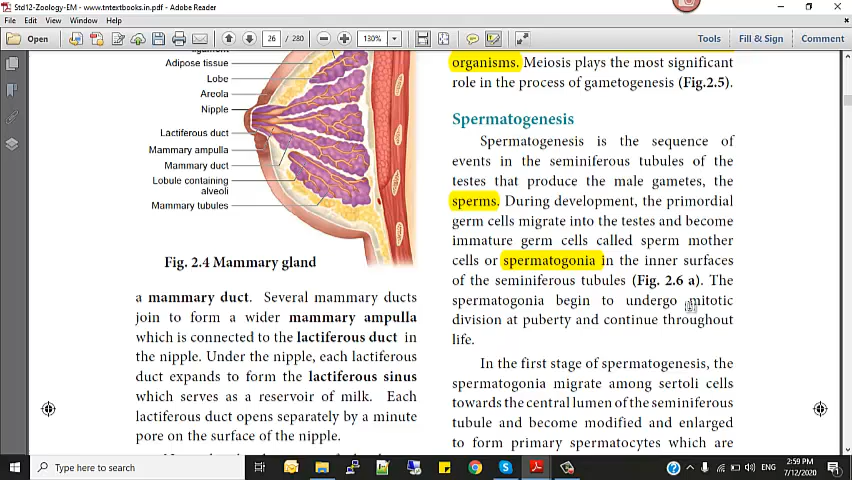 Std12-Zoology-EM - www.tntextbooks.in.pdf - Adobe Reader
File Edit View Window Help
Open
26 / 280
130%
Tools
Fill & Sign
Comment
Adipose tissue
Lobe
Areola
Nipple
Lactiferous duct
Mammary ampulla
Mammary duct
Lobule containing
alveoli
Mammary tubules
Fig. 2.4 Mammary gland
a mammary duct. Several mammary ducts
join to form a wider mammary ampulla
which is connected to the lactiferous duct in
the nipple. Under the nipple, each lactiferous
duct expands to form the lactiferous sinus
which serves as a reservoir of milk. Each
lactiferous duct opens separately by a minute
pore on the surface of the nipple.
organisms. Meiosis plays the most significant
role in the process of gametogenesis (Fig.2.5).
Spermatogenesis
Spermatogenesis is the sequence of
events in the seminiferous tubules of the
testes that produce the male gametes, the
sperms. During development, the primordial
germ cells migrate into the testes and become
immature germ cells called sperm mother
cells or spermatogonia in the inner surfaces
of the seminiferous tubules (Fig. 2.6 a). The
spermatogonia begin to undergo mitotic
division at puberty and continue throughout
life.
In the first stage of spermatogenesis, the
spermatogonia migrate among sertoli cells
towards the central lumen of the seminiferous
tubule and become modified and enlarged
to form primary spermatocytes which are
Type here to search
ENG
2:59 PM
7/12/2020